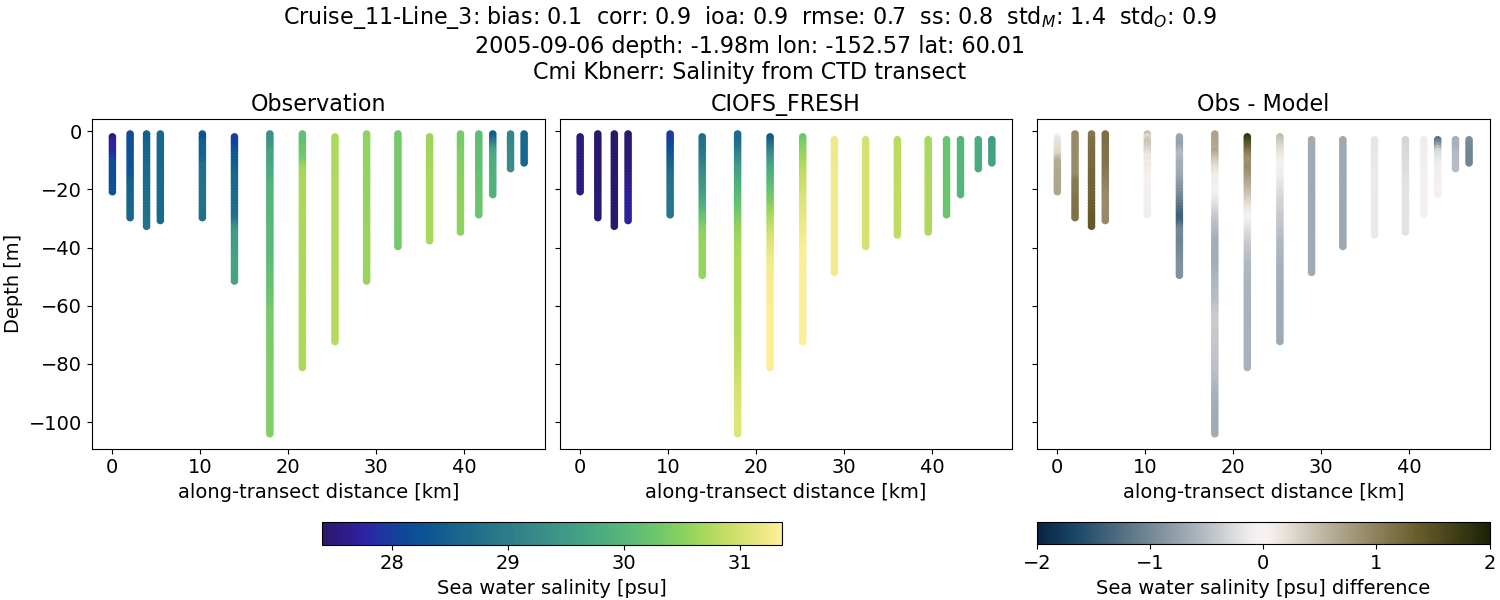 Cruise_11-Line_3: bias: 0.1 corr: 0.9 ioa: 0.9 rmse: 0.7 ss: 0.8 std_M: 1.4 std_O: 0.9
2005-09-06 depth: -1.98m lon: -152.57 lat: 60.01
Cmi Kbnerr: Salinity from CTD transect
Observation
CIOFS_FRESH
Obs - Model
Depth [m]
0
−20
−40
−60
−80
−100
0 10 20 30 40
0 10 20 30 40
0 10 20 30 40
along-transect distance [km]
along-transect distance [km]
along-transect distance [km]
28 29 30 31
Sea water salinity [psu]
−2 −1 0 1 2
Sea water salinity [psu] difference